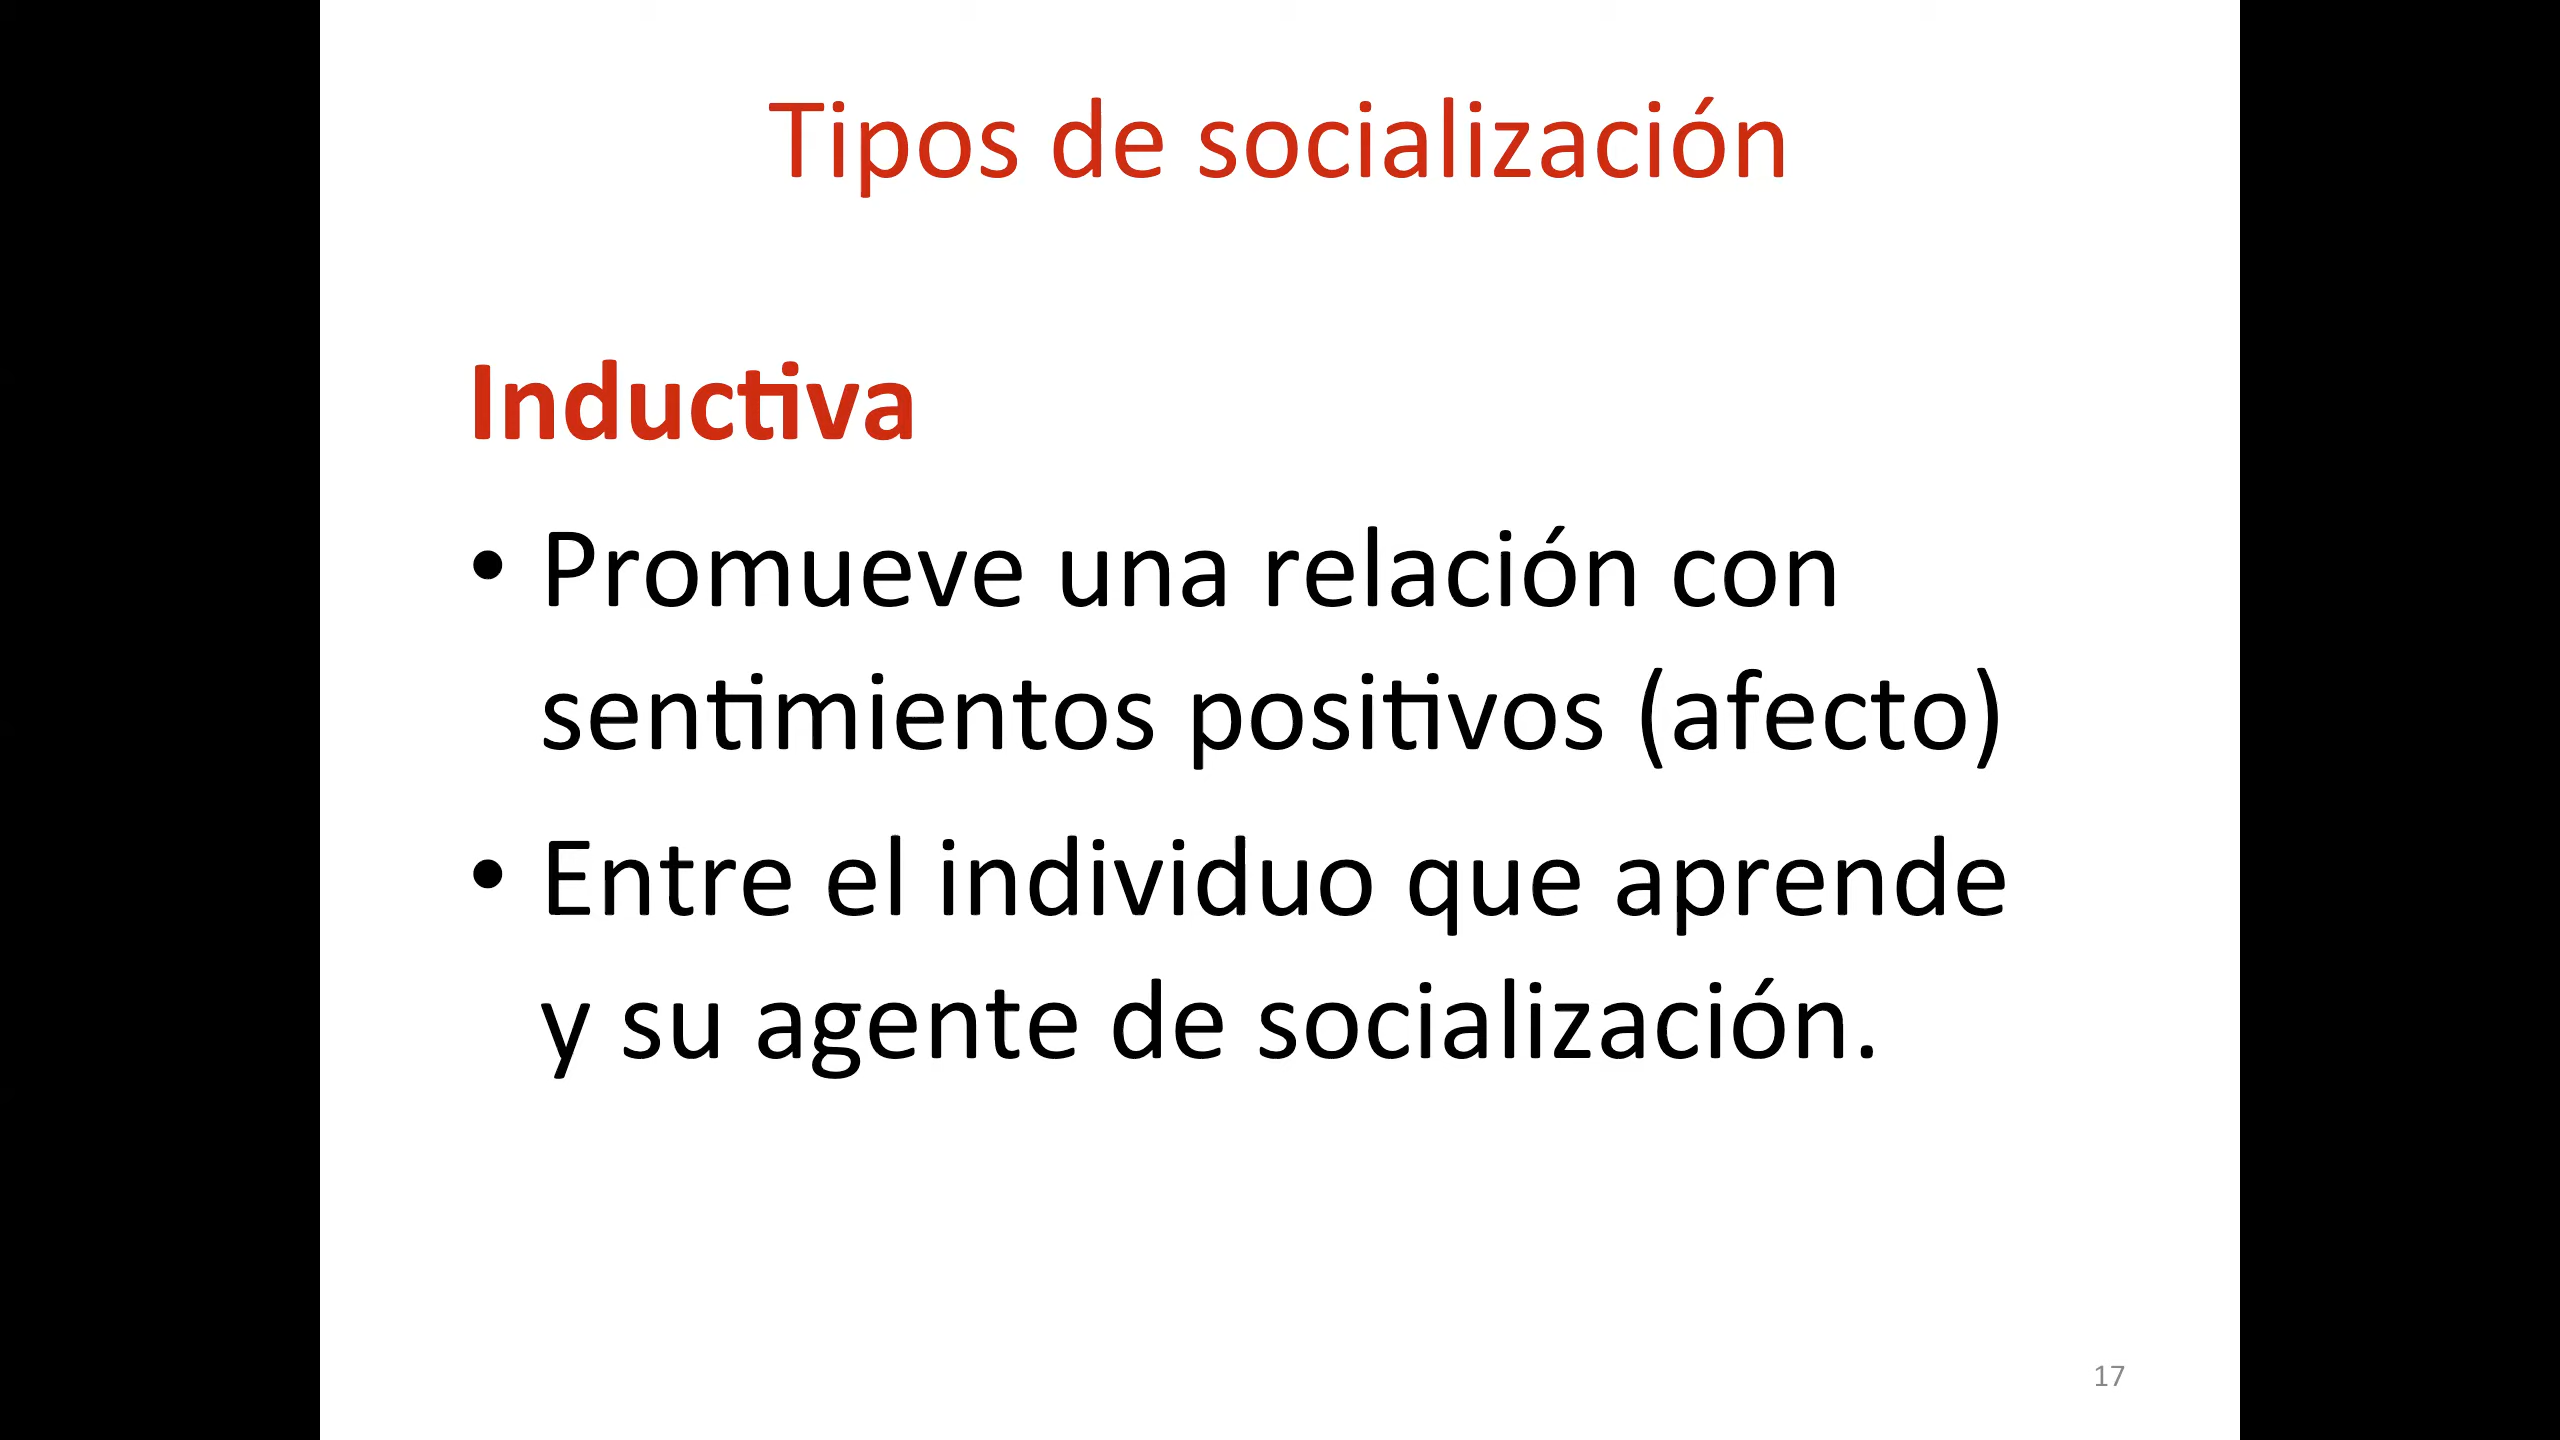 Tipos de socialización
Inductiva
• Promueve una relación con
sentimientos positivos (afecto)
• Entre el individuo que aprende
y su agente de socialización.
17